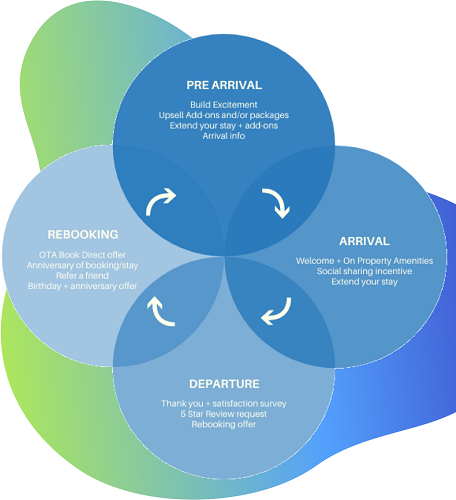 PRE ARRIVAL
Build Excitement
Upsell Add-ons and/or packages
Extend your stay + add-ons
Arrival info
ARRIVAL
Welcome + On Property Amenities
Social sharing incentive
Extend your stay
DEPARTURE
Thank you + satisfaction survey
5 Star Review request
Rebooking offer
REBOOKING
OTA Book Direct offer
Anniversary of booking/stay
Refer a friend
Birthday + anniversary offer